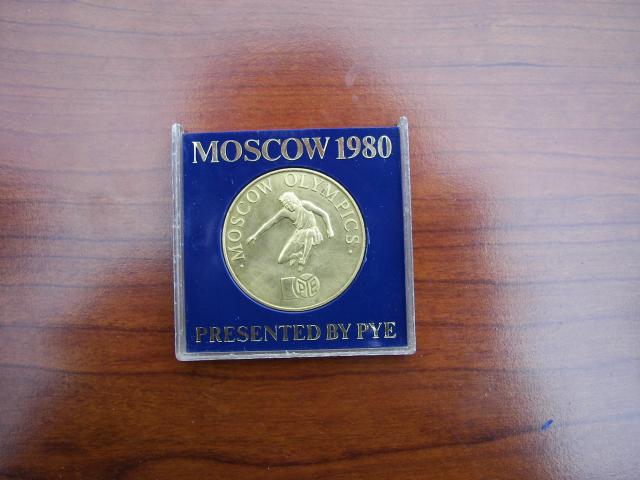 MOSCOW 1980
· MOSCOW OLYMPICS ·
PYE
PRESENTED BY PYE